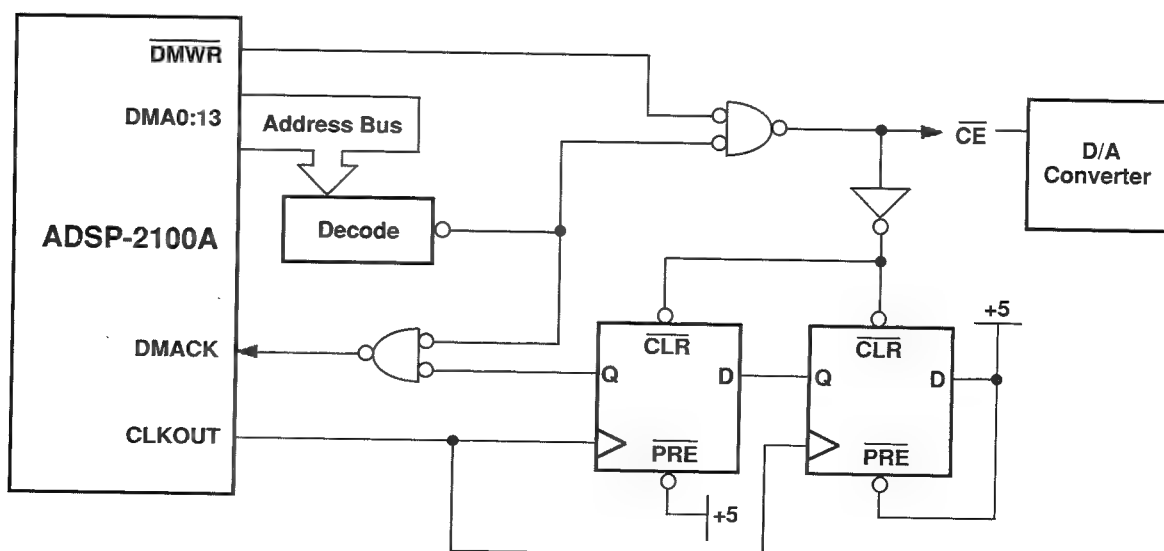 DMWR
DMA0:13
Address Bus
CE
D/A
Converter
ADSP-2100A
Decode
+5
DMACK
CLR
CLR
Q
D
Q
D
CLKOUT
PRE
PRE
+5